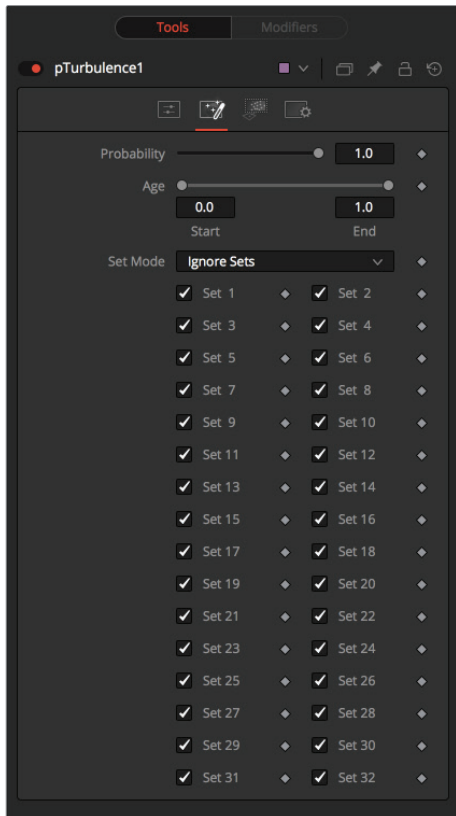 Tools Modifiers
pTurbulence1
Probability 1.0
Age
0.0 1.0
Start End
Set Mode Ignore Sets
Set 1 Set 2
Set 3 Set 4
Set 5 Set 6
Set 7 Set 8
Set 9 Set 10
Set 11 Set 12
Set 13 Set 14
Set 15 Set 16
Set 17 Set 18
Set 19 Set 20
Set 21 Set 22
Set 23 Set 24
Set 25 Set 26
Set 27 Set 28
Set 29 Set 30
Set 31 Set 32